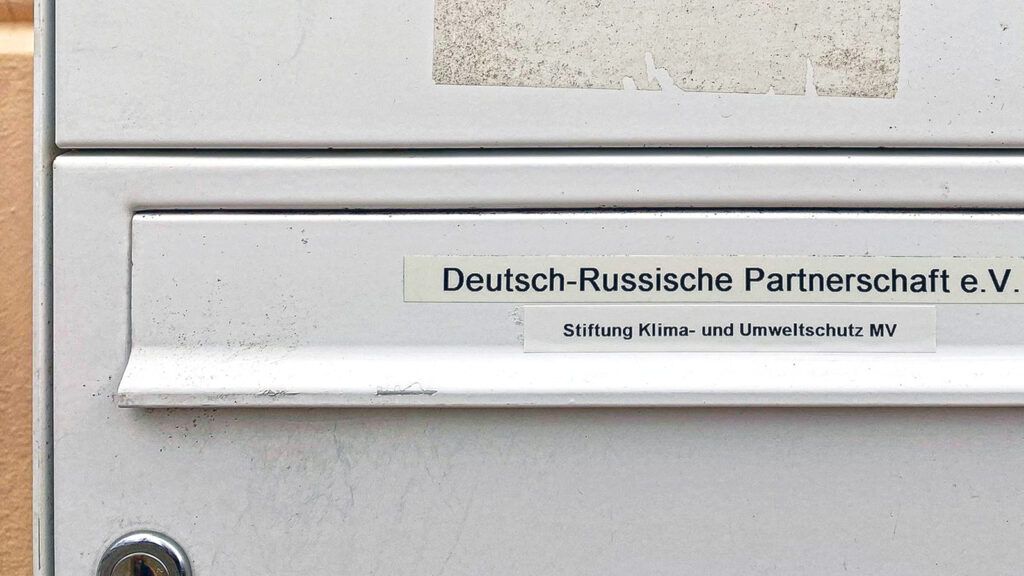 Deutsch-Russische Partnerschaft e.V.
Stiftung Klima- und Umweltschutz MV